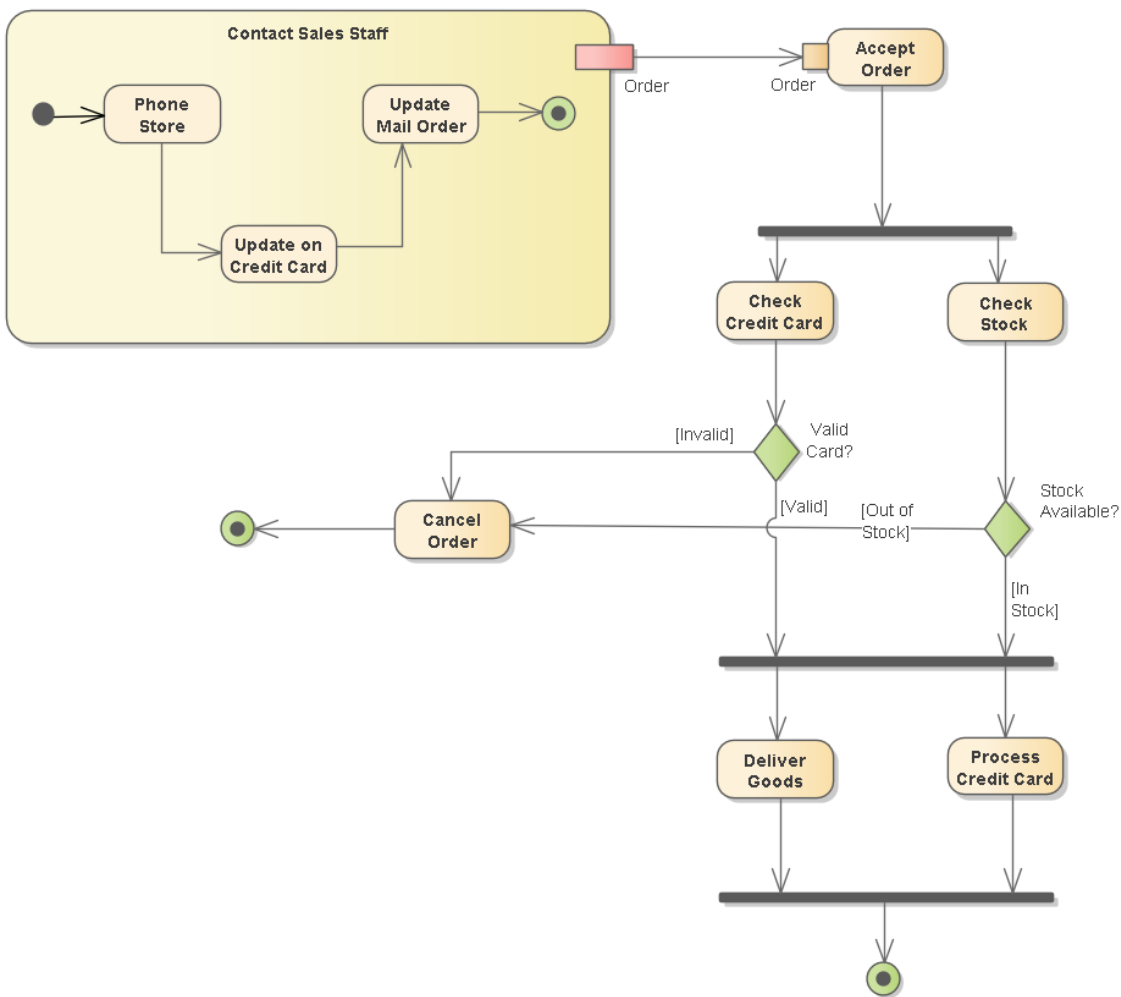 Contact Sales Staff
Accept
Order
Order
Order
Phone
Store
Update
Mail Order
Update on
Credit Card
Check
Credit Card
Check
Stock
[Invalid]
Valid
Card?
[Valid]
[Out of
Stock]
Stock
Available?
Cancel
Order
[In
Stock]
Deliver
Goods
Process
Credit Card